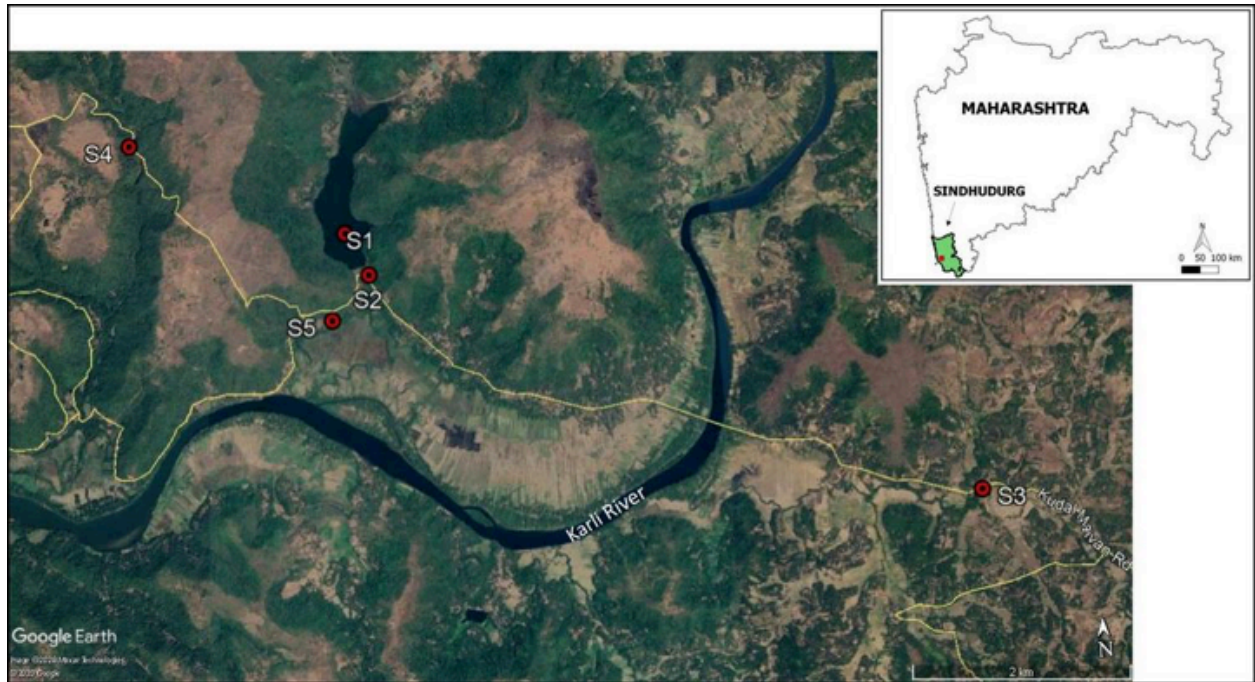 MAHARASHTRA
SINDHUDURG
N
0 50 100 km
S4
S1
S2
S5
S3
Karli River
Kudal Malvan Rd
Google Earth
N
2 km